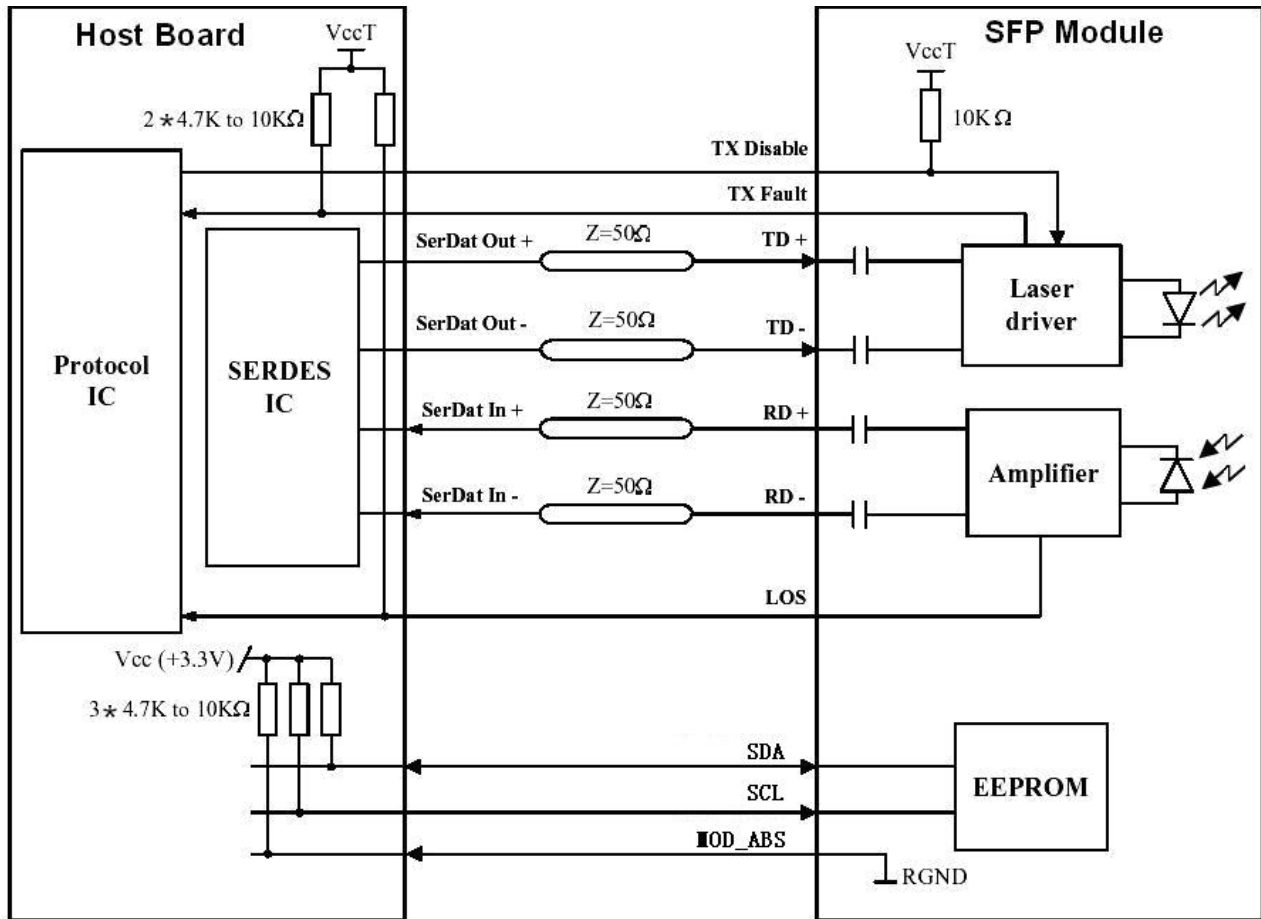 Host Board
SFP Module
VccT
VccT
2*4.7K to 10KΩ
10KΩ
TX Disable
TX Fault
SerDat Out +
Z=50Ω
TD +
Laser
driver
SerDat Out -
Z=50Ω
TD -
Protocol
IC
SERDES
IC
SerDat In +
Z=50Ω
RD +
Amplifier
SerDat In -
Z=50Ω
RD -
LOS
Vcc (+3.3V)
3* 4.7K to 10KΩ
SDA
SCL
EEPROM
MOD_ABS
RGND